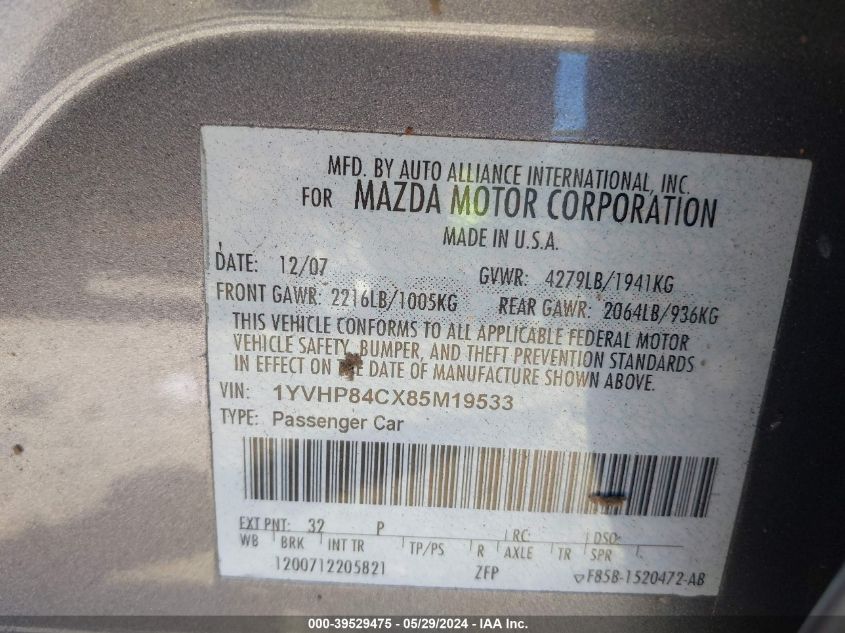 MFD. BY AUTO ALLIANCE INTERNATIONAL, INC.
FOR MAZDA MOTOR CORPORATION
MADE IN U.S.A.
DATE: 12/07 GVWR: 4279LB/1941KG
FRONT GAWR: 2216LB/1005KG REAR GAWR: 2064LB/936KG
THIS VEHICLE CONFORMS TO ALL APPLICABLE FEDERAL MOTOR
VEHICLE SAFETY, BUMPER, AND THEFT PREVENTION STANDARDS
IN EFFECT ON THE DATE OF MANUFACTURE SHOWN ABOVE.
VIN: 1YVHP84CX85M19533
TYPE: Passenger Car
EXT PNT: 32 P RC: DSO:
WB BRK INT TR TP/PS R AXLE TR SPR
1200712205821 ZFP F85B-1520472-AB
000-39529475 - 05/29/2024 - IAA Inc.